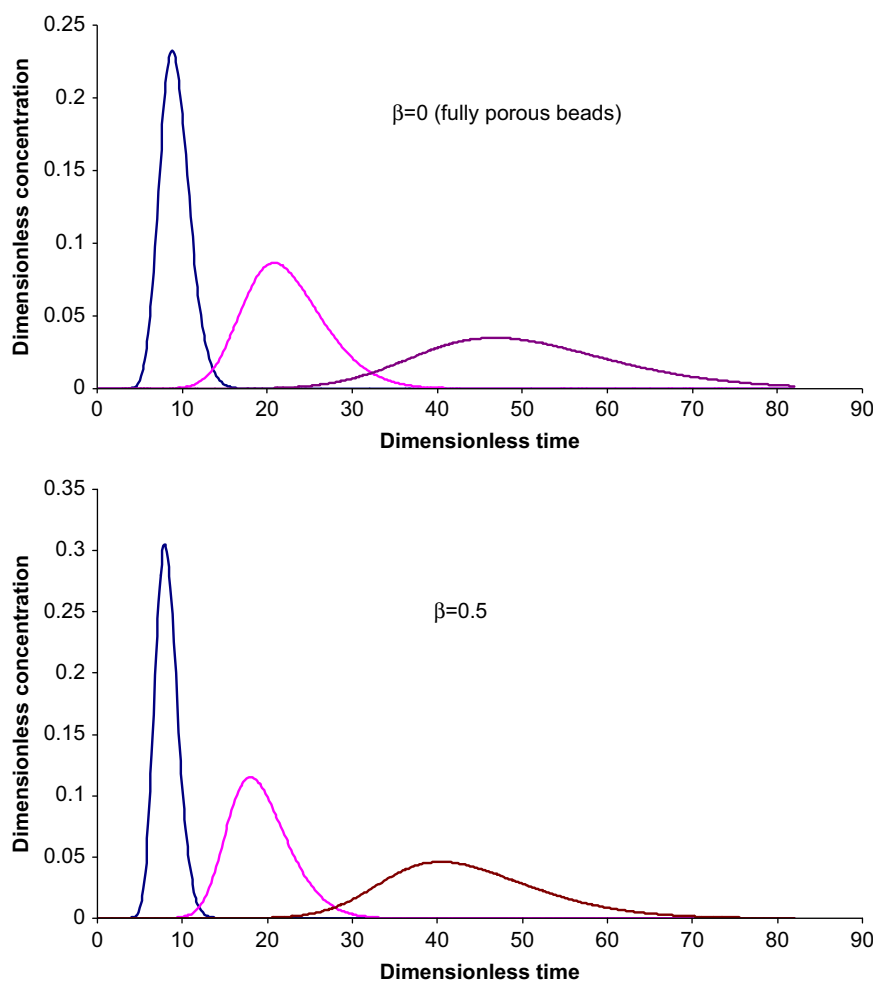 0.25
0.2
0.15
0.1
0.05
0
Dimensionless concentration
β=0 (fully porous beads)
0 10 20 30 40 50 60 70 80 90
Dimensionless time
0.35
0.3
0.25
0.2
0.15
0.1
0.05
0
Dimensionless concentration
β=0.5
0 10 20 30 40 50 60 70 80 90
Dimensionless time